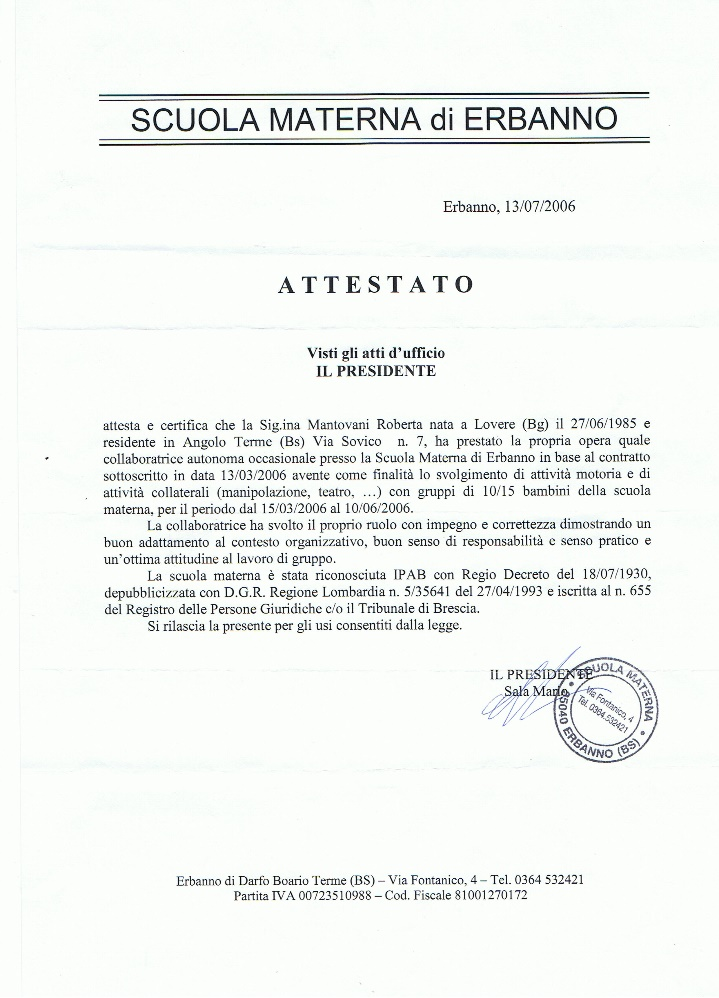 SCUOLA MATERNA di ERBANNO
Erbanno, 13/07/2006
ATTESTATO
Visti gli atti d'ufficio
IL PRESIDENTE
attesta e certifica che la Sig.ina Mantovani Roberta nata a Lovere (Bg) il 27/06/1985 e
residente in Angolo Terme (Bs) Via Sovico n. 7, ha prestato la propria opera quale
collaboratrice autonoma occasionale presso la Scuola Materna di Erbanno in base al contratto
sottoscritto in data 13/03/2006 avente come finalità lo svolgimento di attività motoria e di
attività collaterali (manipolazione, teatro, …) con gruppi di 10/15 bambini della scuola
materna, per il periodo dal 15/03/2006 al 10/06/2006.
La collaboratrice ha svolto il proprio ruolo con impegno e correttezza dimostrando un
buon adattamento al contesto organizzativo, buon senso di responsabilità e senso pratico e
un'ottima attitudine al lavoro di gruppo.
La scuola materna è stata riconosciuta IPAB con Regio Decreto del 18/07/1930,
depubblicizzata con D.G.R. Regione Lombardia n. 5/35641 del 27/04/1993 e iscritta al n. 655
del Registro delle Persone Giuridiche c/o il Tribunale di Brescia.
Si rilascia la presente per gli usi consentiti dalla legge.
IL PRESIDENTE
Sala Mario
SCUOLA MATERNA
25040 ERBANNO (BS)
Via Fontanico, 4
Tel. 0364.532421
Erbanno di Darfo Boario Terme (BS) – Via Fontanico, 4 – Tel. 0364 532421
Partita IVA 00723510988 – Cod. Fiscale 81001270172